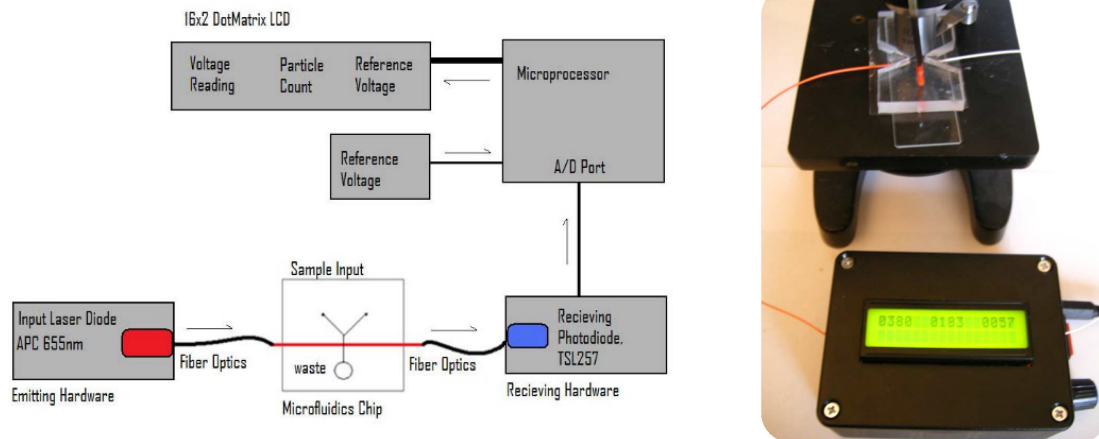 16x2 DotMatrix LCD
Voltage Reading
Particle Count
Reference Voltage
Microprocessor
A/D Port
Reference Voltage
Sample Input
Input Laser Diode
APC 655nm
Fiber Optics
waste
Fiber Optics
Recieving
Photodiode,
TSL257
Emitting Hardware
Microfluidics Chip
Recieving Hardware
0380 0183 0057